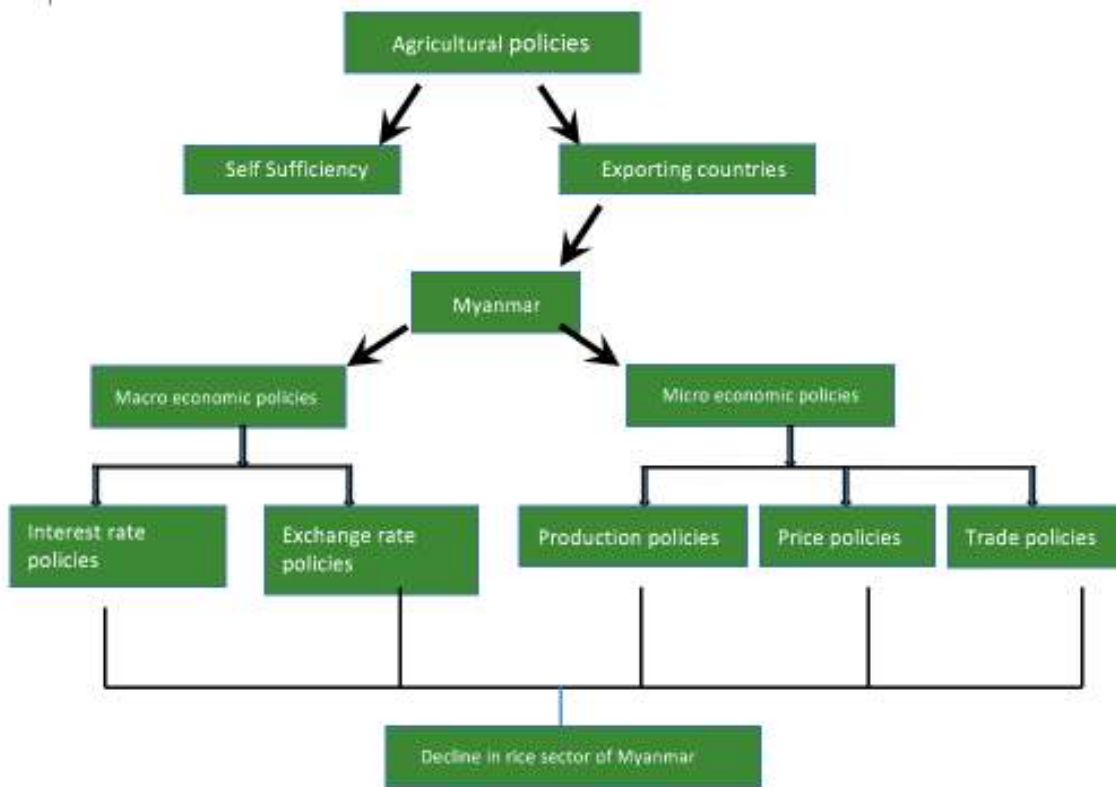 Agricultural policies
Self Sufficiency
Exporting countries
Myanmar
Macro economic policies
Micro economic policies
Interest rate
policies
Exchange rate
policies
Production policies
Price policies
Trade policies
Decline in rice sector of Myanmar